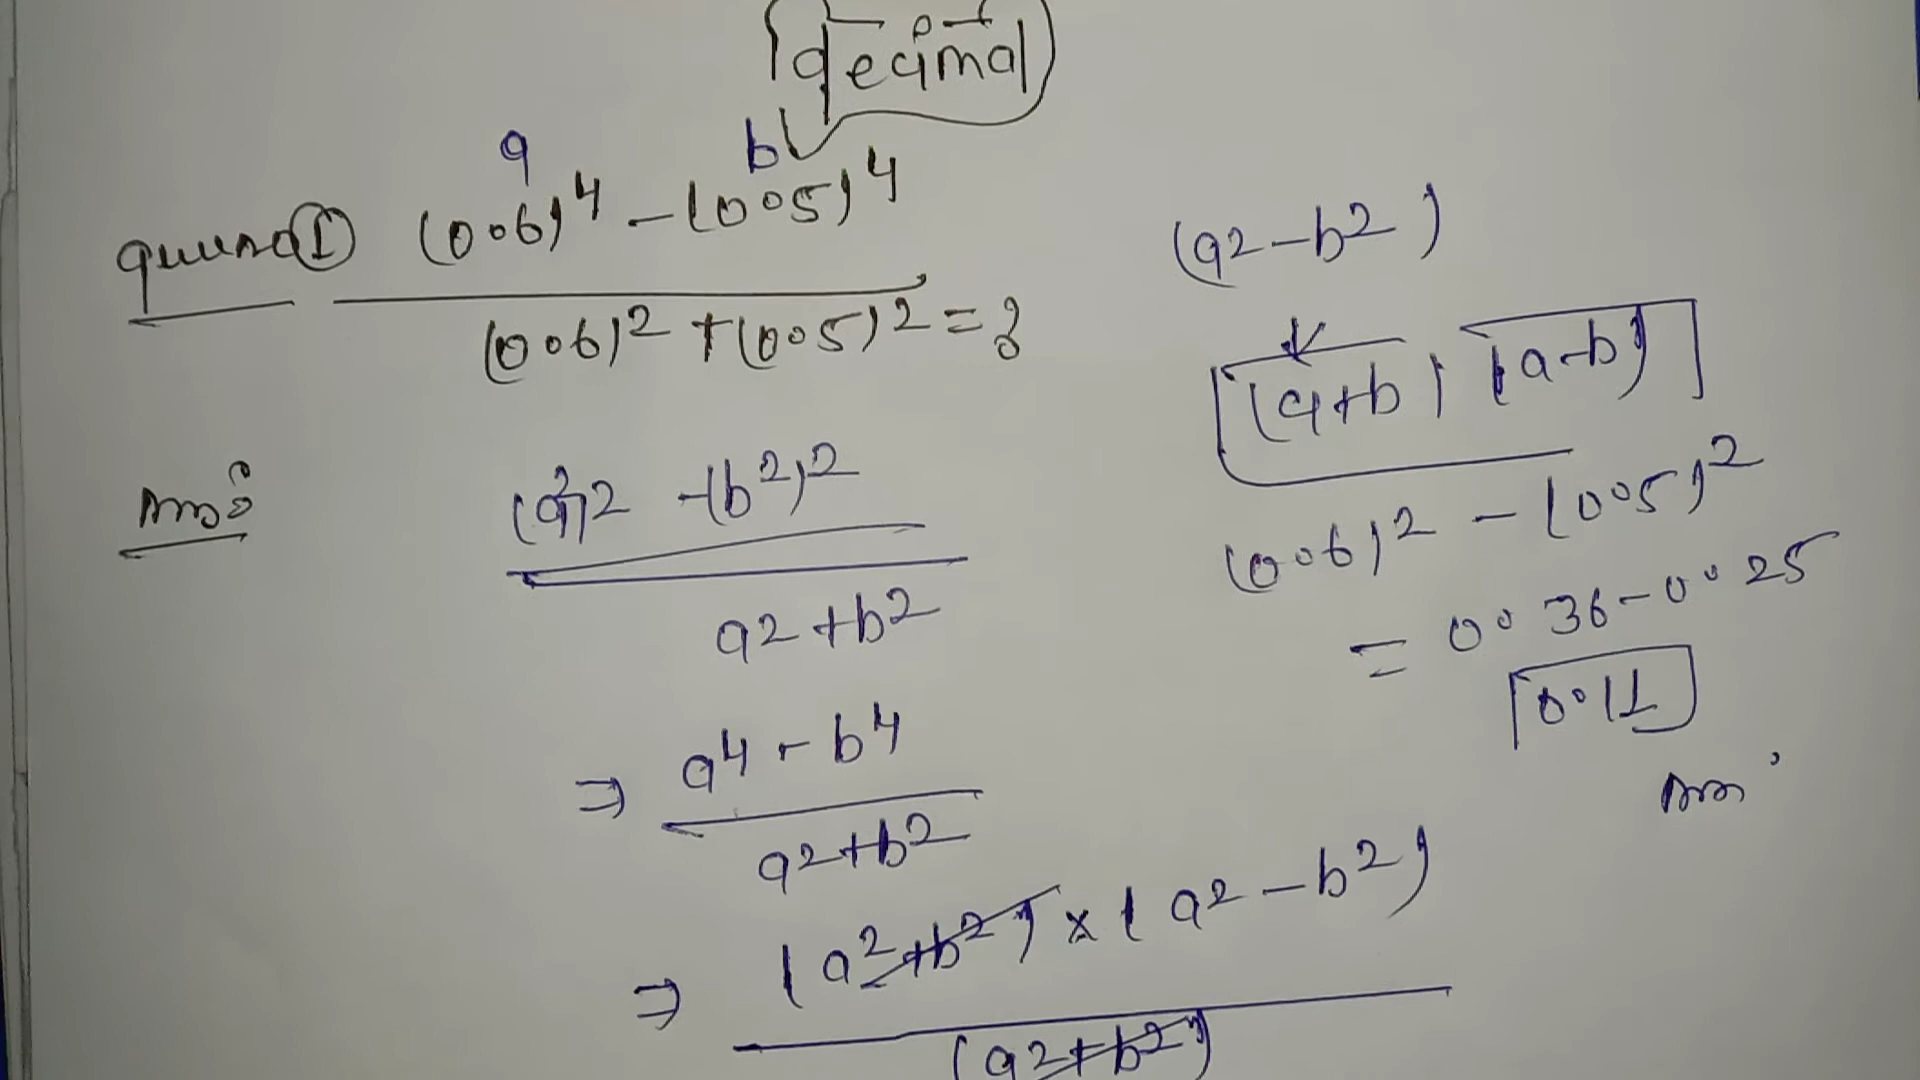 decimal
a b
(0.6)⁴ - (0.5)⁴
(0.6)² + (0.5)² = ?
Ans:
(a²)² - (b²)²
a² + b²
⇒ a⁴ - b⁴
a² + b²
⇒ (a² + b²) × (a² - b²)
(a² + b²)
(a² - b²)
(a + b) (a - b)
(0.6)² - (0.5)²
= 0.36 - 0.25
0.11
Ans.